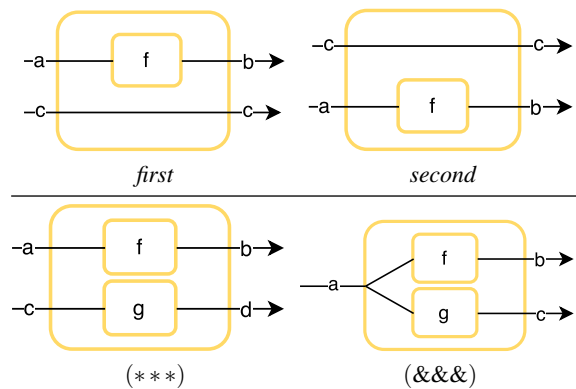 a f b
c c
first
c c
a f b
second
a f b
c g d
(∗∗∗)
f b
a
g c
(&&&)